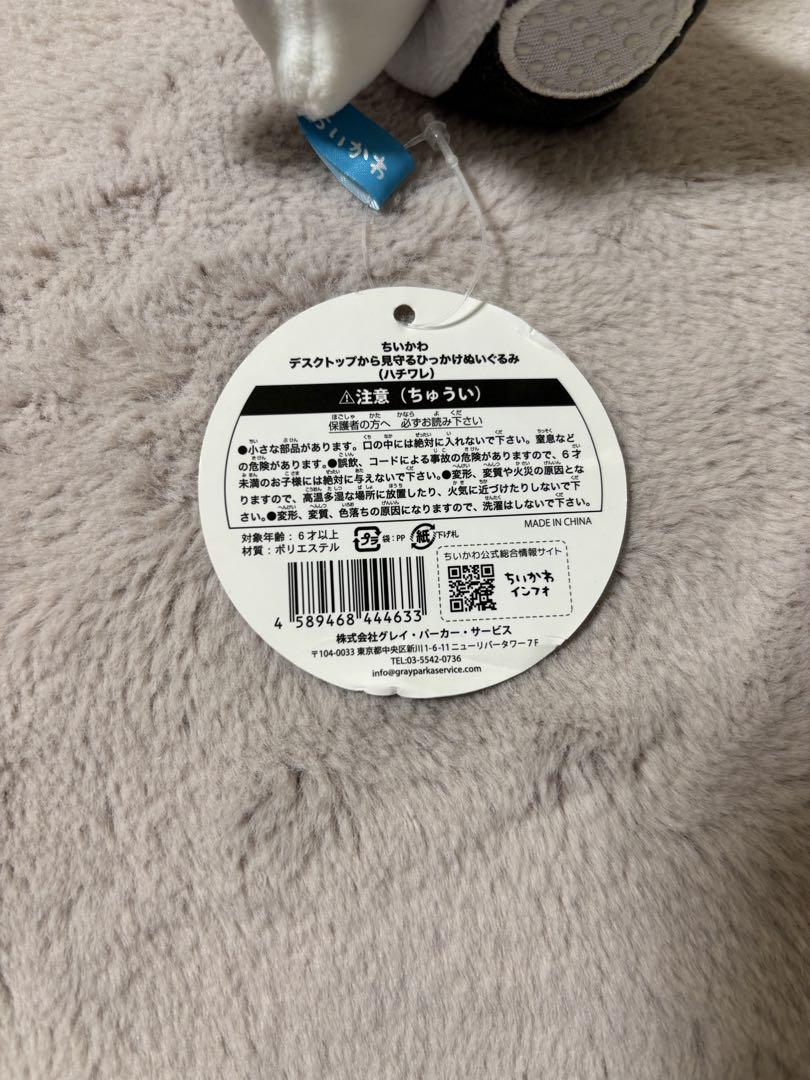 ちいかわ
ちいかわ
デスクトップから見守るひっかけぬいぐるみ
(ハチワレ)
⚠注意（ちゅうい）
保護者の方へ 必ずお読み下さい
●小さな部品があります。口の中には絶対に入れないで下さい。窒息など
の危険があります。●誤飲、コードによる事故の危険がありますので、6才
未満のお子様には絶対に与えないで下さい。●変形、変質や火災の原因とな
りますので、高温多湿な場所に放置したり、火気に近づけたりしないで下
さい。●変形、変質、色落ちの原因になりますので、洗濯はしないで下さい。
MADE IN CHINA
対象年齢：6才以上
材質：ポリエステル
プラ 袋：PP 紙 下げ札
ちいかわ公式総合情報サイト
ちいかわ
インフォ
4 589468 444633
株式会社グレイ・パーカー・サービス
〒104-0033 東京都中央区新川1-6-11ニューリバータワー7F
TEL:03-5542-0736
info@grayparkaservice.com